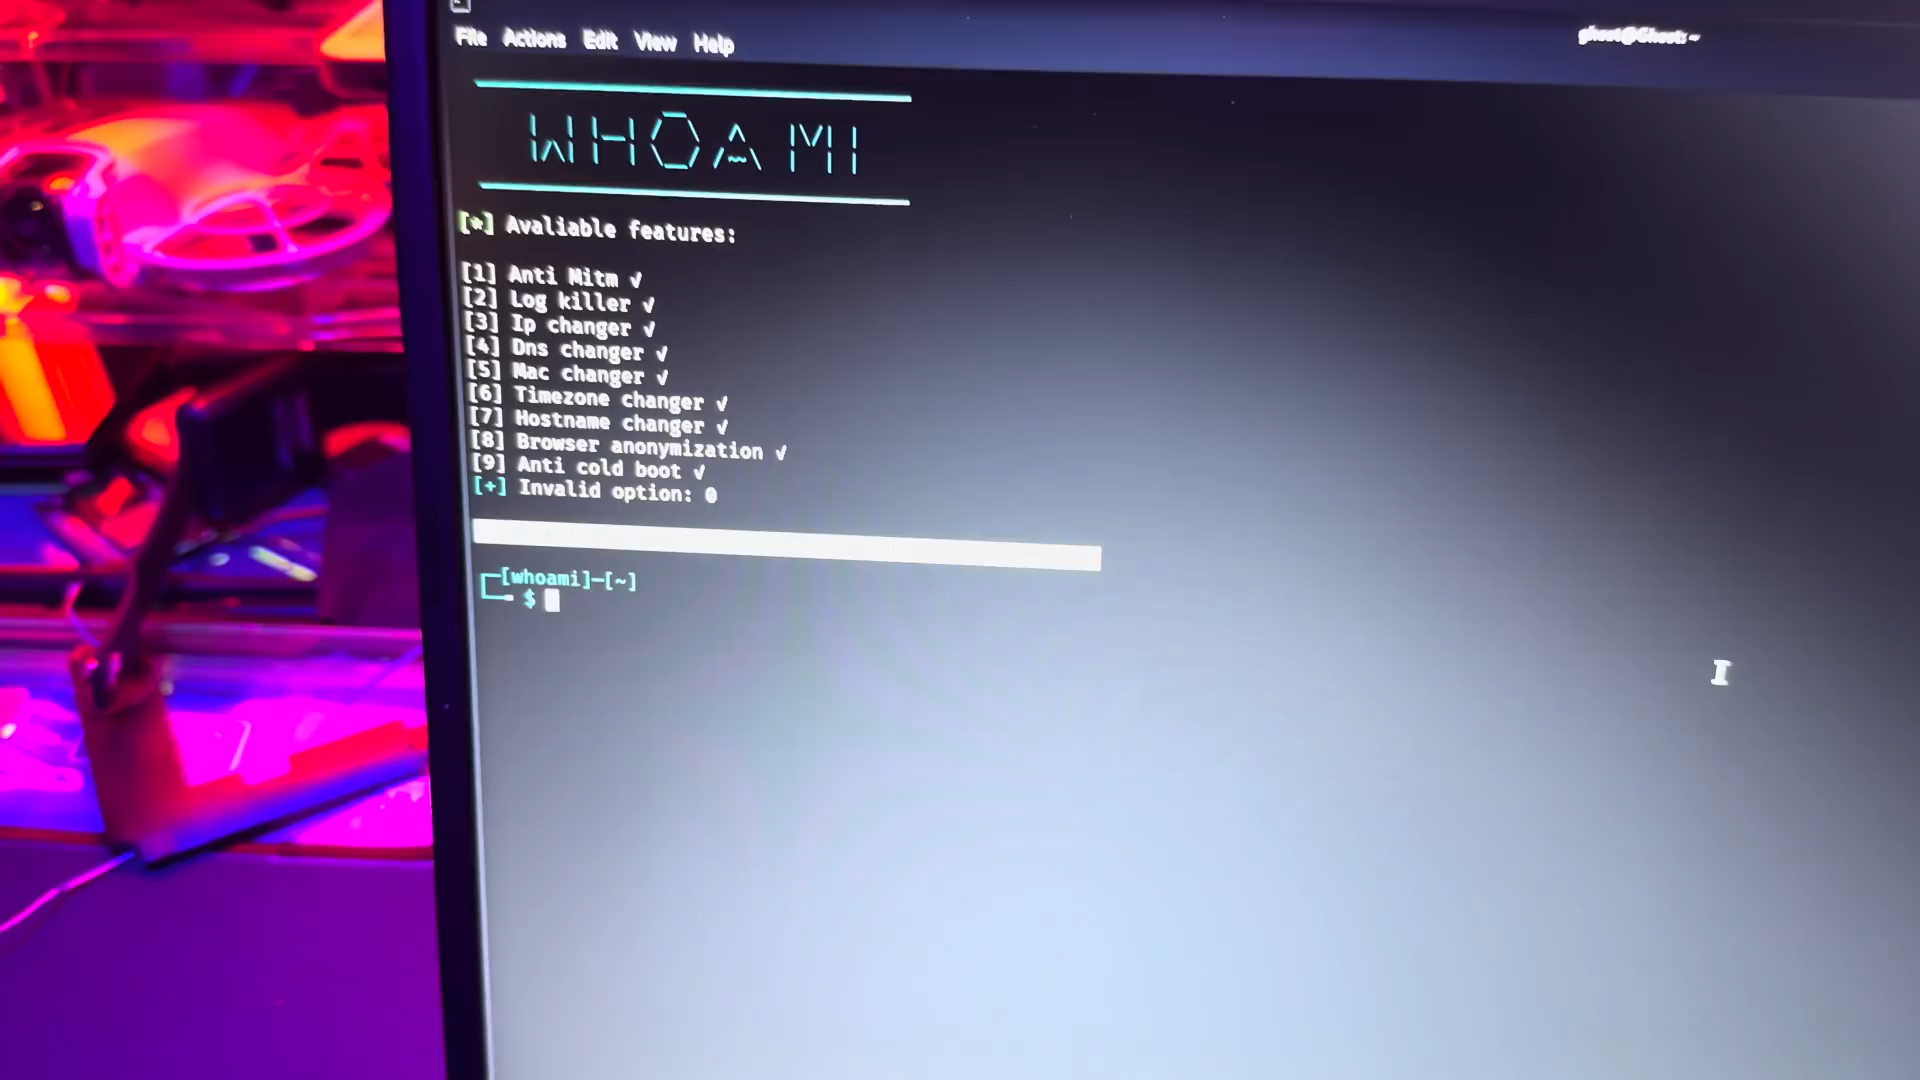 File Actions Edit View Help
ghost@Ghost: ~
WHOAMI
[*] Avaliable features:
[1] Anti Mitm √
[2] Log killer √
[3] Ip changer √
[4] Dns changer √
[5] Mac changer √
[6] Timezone changer √
[7] Hostname changer √
[8] Browser anonymization √
[9] Anti cold boot √
[+] Invalid option: 0
┌─[whoami]─[~]
└─╼ $